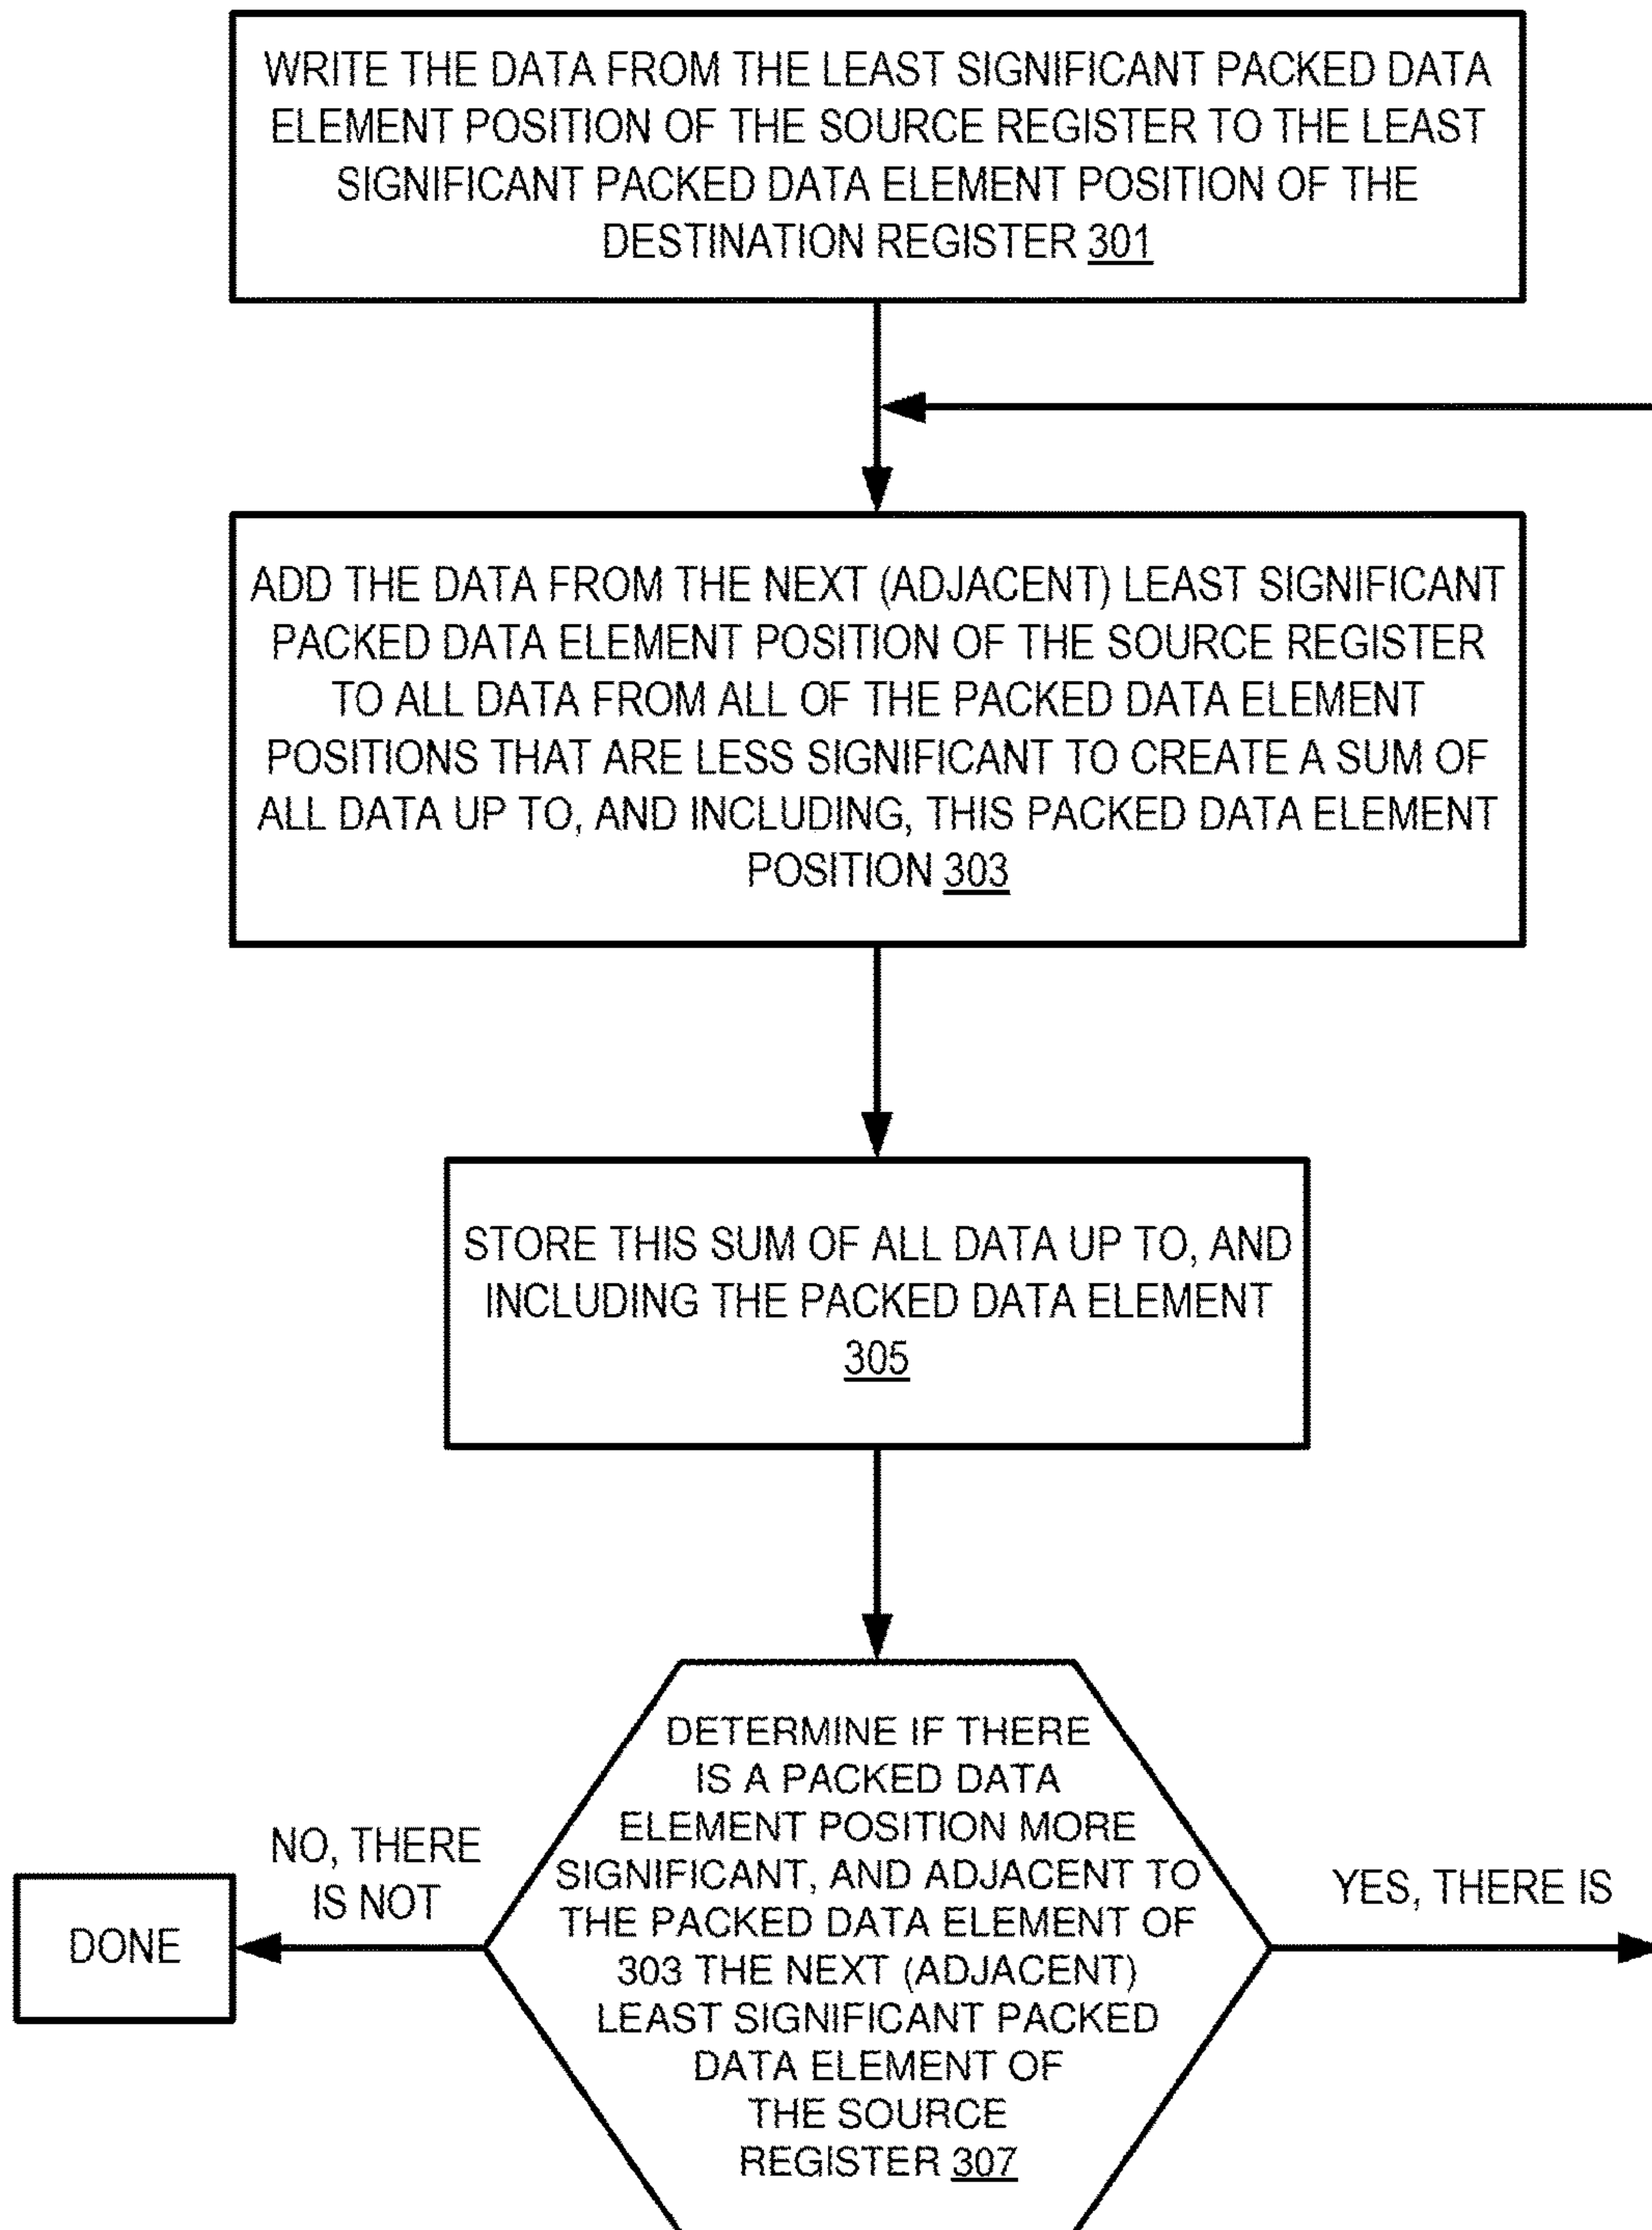 WRITE THE DATA FROM THE LEAST SIGNIFICANT PACKED DATA
ELEMENT POSITION OF THE SOURCE REGISTER TO THE LEAST
SIGNIFICANT PACKED DATA ELEMENT POSITION OF THE
DESTINATION REGISTER 301
ADD THE DATA FROM THE NEXT (ADJACENT) LEAST SIGNIFICANT
PACKED DATA ELEMENT POSITION OF THE SOURCE REGISTER
TO ALL DATA FROM ALL OF THE PACKED DATA ELEMENT
POSITIONS THAT ARE LESS SIGNIFICANT TO CREATE A SUM OF
ALL DATA UP TO, AND INCLUDING, THIS PACKED DATA ELEMENT
POSITION 303
STORE THIS SUM OF ALL DATA UP TO, AND
INCLUDING THE PACKED DATA ELEMENT
305
DETERMINE IF THERE
IS A PACKED DATA
ELEMENT POSITION MORE
SIGNIFICANT, AND ADJACENT TO
THE PACKED DATA ELEMENT OF
303 THE NEXT (ADJACENT)
LEAST SIGNIFICANT PACKED
DATA ELEMENT OF
THE SOURCE
REGISTER 307
NO, THERE
IS NOT
DONE
YES, THERE IS